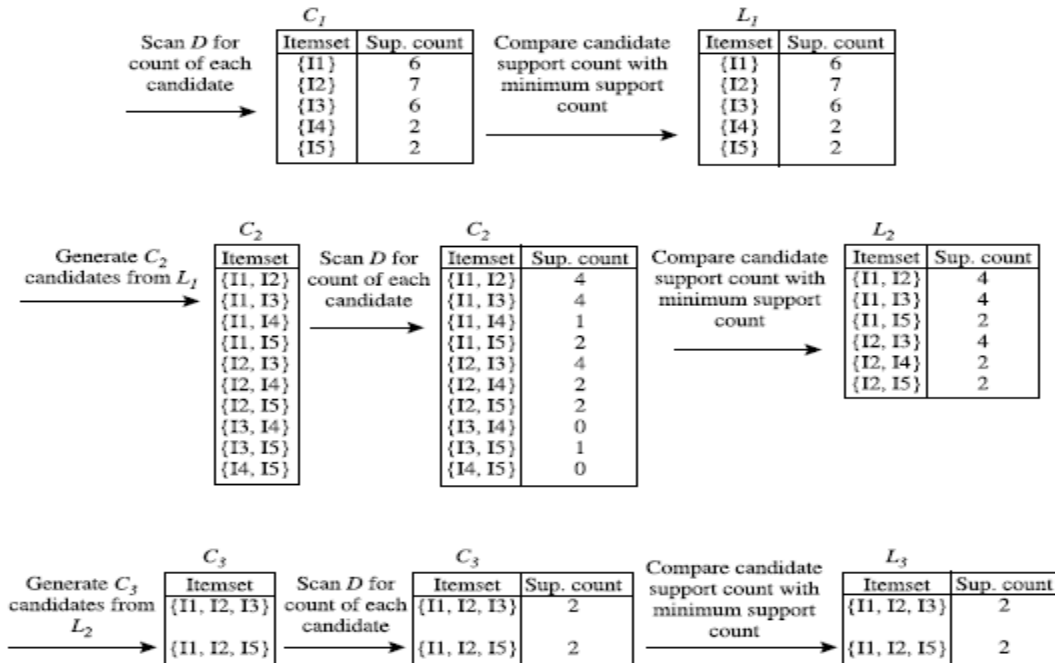 C1
L1
Scan D for
count of each
candidate
Itemset Sup. count
{I1} 6
{I2} 7
{I3} 6
{I4} 2
{I5} 2
Compare candidate
support count with
minimum support
count
Itemset Sup. count
{I1} 6
{I2} 7
{I3} 6
{I4} 2
{I5} 2
Generate C2
candidates from L1
C2
Itemset
{I1, I2}
{I1, I3}
{I1, I4}
{I1, I5}
{I2, I3}
{I2, I4}
{I2, I5}
{I3, I4}
{I3, I5}
{I4, I5}
Scan D for
count of each
candidate
C2
Itemset Sup. count
{I1, I2} 4
{I1, I3} 4
{I1, I4} 1
{I1, I5} 2
{I2, I3} 4
{I2, I4} 2
{I2, I5} 2
{I3, I4} 0
{I3, I5} 1
{I4, I5} 0
Compare candidate
support count with
minimum support
count
L2
Itemset Sup. count
{I1, I2} 4
{I1, I3} 4
{I1, I5} 2
{I2, I3} 4
{I2, I4} 2
{I2, I5} 2
Generate C3
candidates from
L2
C3
Itemset
{I1, I2, I3}
{I1, I2, I5}
Scan D for
count of each
candidate
C3
Itemset Sup. count
{I1, I2, I3} 2
{I1, I2, I5} 2
Compare candidate
support count with
minimum support
count
L3
Itemset Sup. count
{I1, I2, I3} 2
{I1, I2, I5} 2